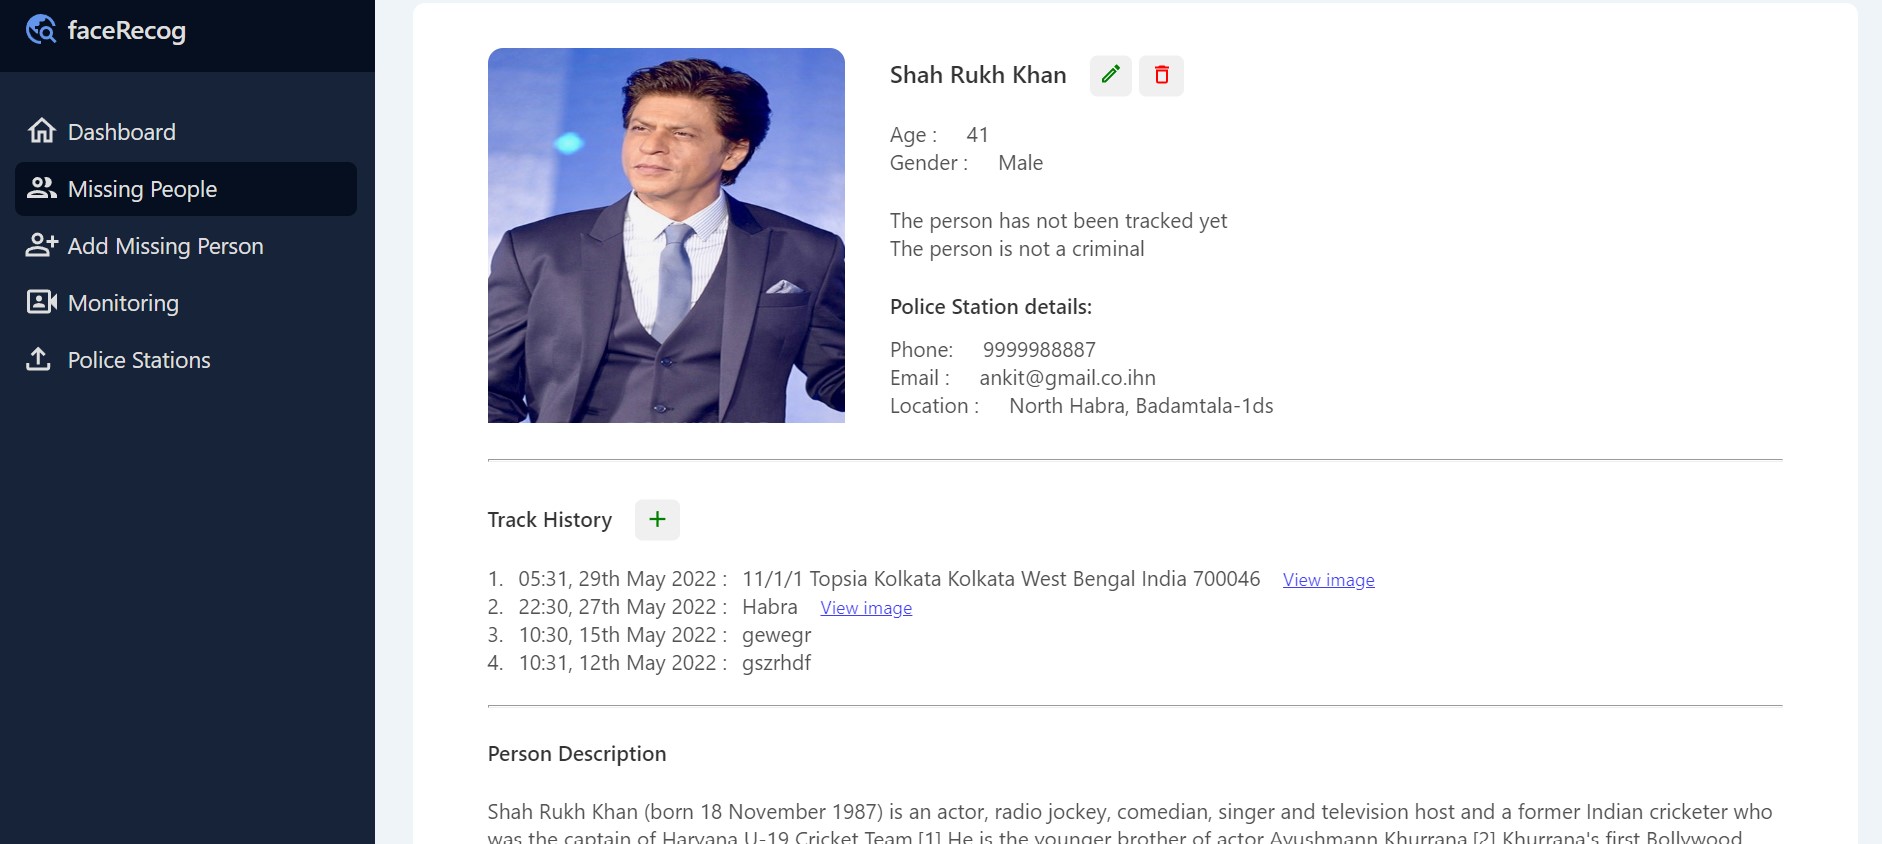 faceRecog
Dashboard
Missing People
Add Missing Person
Monitoring
Police Stations
Shah Rukh Khan
Age : 41
Gender : Male
The person has not been tracked yet
The person is not a criminal
Police Station details:
Phone: 9999988887
Email : ankit@gmail.co.ihn
Location : North Habra, Badamtala-1ds
Track History +
1. 05:31, 29th May 2022 : 11/1/1 Topsia Kolkata Kolkata West Bengal India 700046 View image
2. 22:30, 27th May 2022 : Habra View image
3. 10:30, 15th May 2022 : gewegr
4. 10:31, 12th May 2022 : gszrhdf
Person Description
Shah Rukh Khan (born 18 November 1987) is an actor, radio jockey, comedian, singer and television host and a former Indian cricketer who
was the captain of Haryana U-19 Cricket Team.[1] He is the younger brother of actor Ayushmann Khurrana.[2] Khurrana's first Bollywood